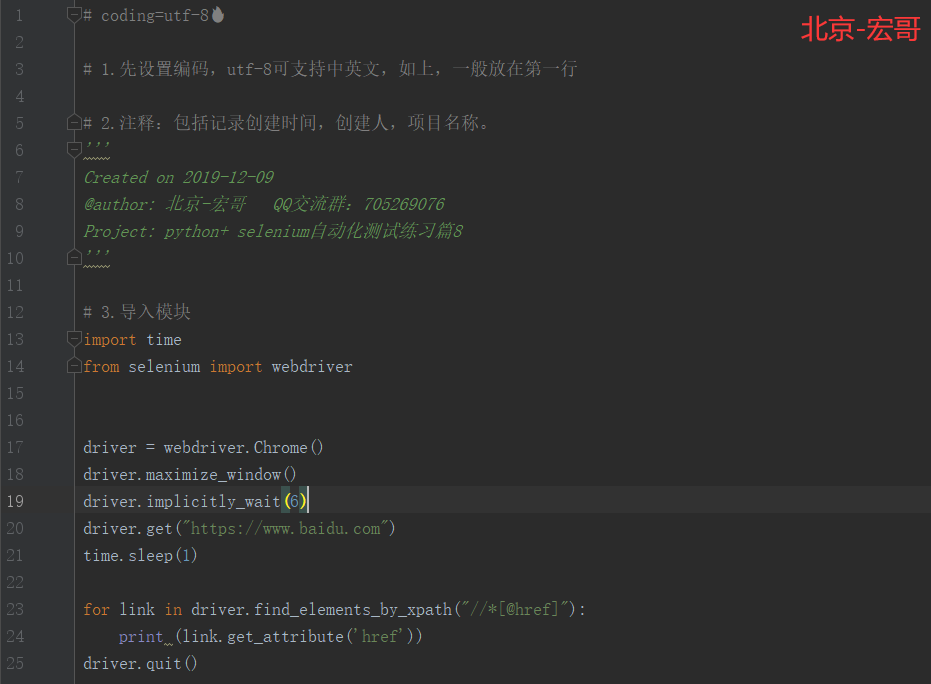 北京-宏哥
1 # coding=utf-8
2
3 # 1.先设置编码，utf-8可支持中英文，如上，一般放在第一行
4
5 # 2.注释：包括记录创建时间，创建人，项目名称。
6 '''
7 Created on 2019-12-09
8 @author: 北京-宏哥   QQ交流群：705269076
9 Project: python+ selenium自动化测试练习篇8
10 '''
11
12 # 3.导入模块
13 import time
14 from selenium import webdriver
15
16
17 driver = webdriver.Chrome()
18 driver.maximize_window()
19 driver.implicitly_wait(6)
20 driver.get("https://www.baidu.com")
21 time.sleep(1)
22
23 for link in driver.find_elements_by_xpath("//*[@href]"):
24     print (link.get_attribute('href'))
25 driver.quit()